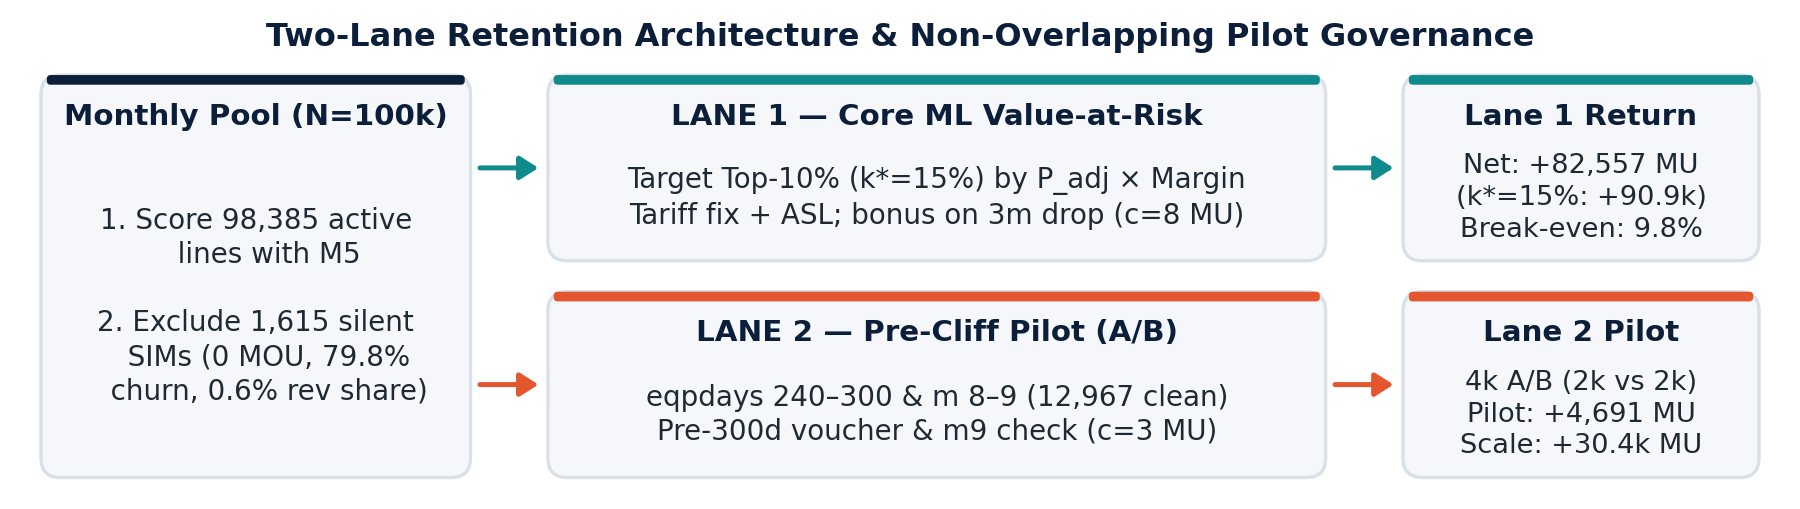 Two-Lane Retention Architecture & Non-Overlapping Pilot Governance
Monthly Pool (N=100k)
1. Score 98,385 active
lines with M5
2. Exclude 1,615 silent
SIMs (0 MOU, 79.8%
churn, 0.6% rev share)
LANE 1 — Core ML Value-at-Risk
Target Top-10% (k*=15%) by P_adj × Margin
Tariff fix + ASL; bonus on 3m drop (c=8 MU)
Lane 1 Return
Net: +82,557 MU
(k*=15%: +90.9k)
Break-even: 9.8%
LANE 2 — Pre-Cliff Pilot (A/B)
eqpdays 240–300 & m 8–9 (12,967 clean)
Pre-300d voucher & m9 check (c=3 MU)
Lane 2 Pilot
4k A/B (2k vs 2k)
Pilot: +4,691 MU
Scale: +30.4k MU